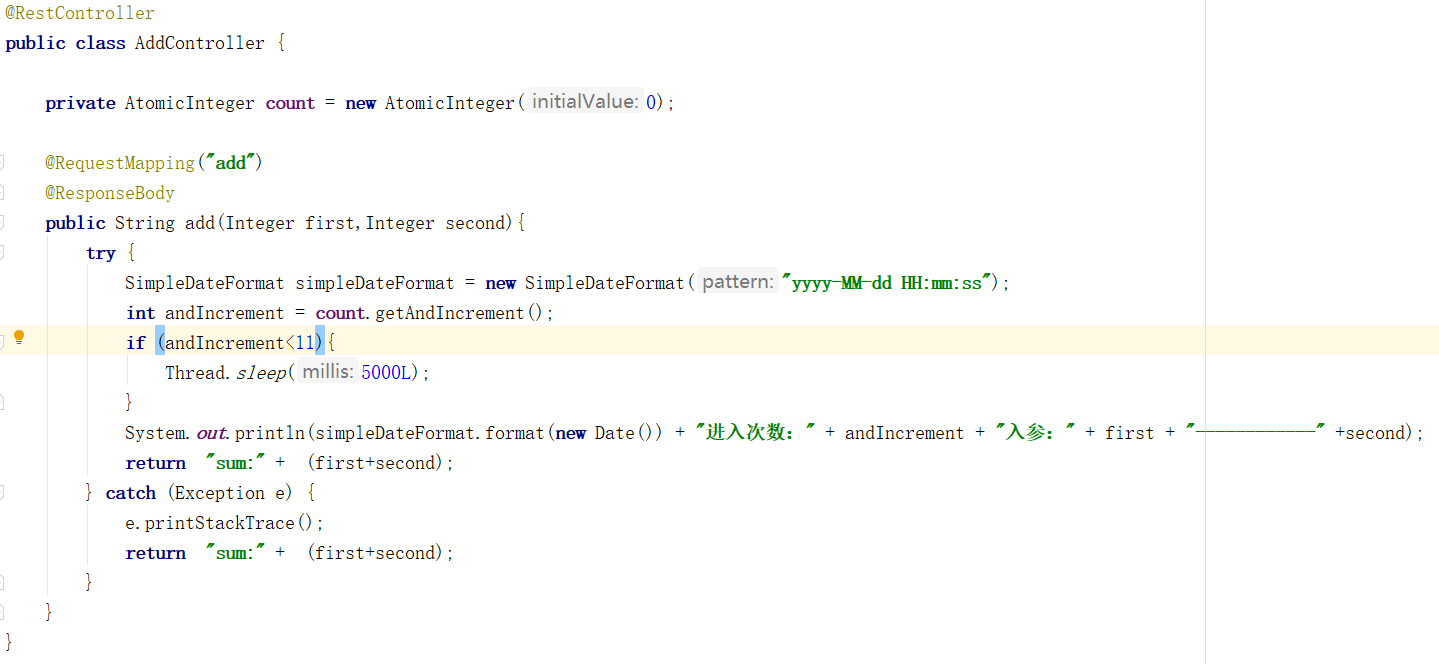 @RestController
public class AddController {
private AtomicInteger count = new AtomicInteger( initialValue: 0);
@RequestMapping("add")
@ResponseBody
public String add(Integer first,Integer second){
try {
SimpleDateFormat simpleDateFormat = new SimpleDateFormat( pattern: "yyyy-MM-dd HH:mm:ss");
int andIncrement = count.getAndIncrement();
if (andIncrement<11){
Thread.sleep( millis: 5000L);
}
System.out.println(simpleDateFormat.format(new Date()) + "进入次数：" + andIncrement + "入参：" + first + "------------" +second);
return  "sum:" +  (first+second);
} catch (Exception e) {
e.printStackTrace();
return  "sum:" +  (first+second);
}
}
}